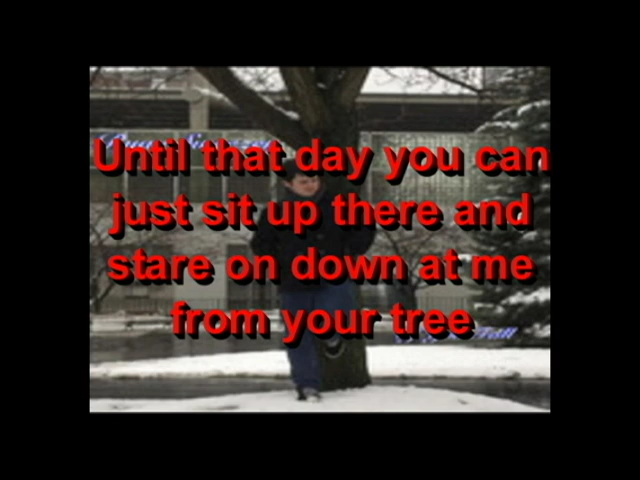 Until that day you can
just sit up there and
stare on down at me
from your tree